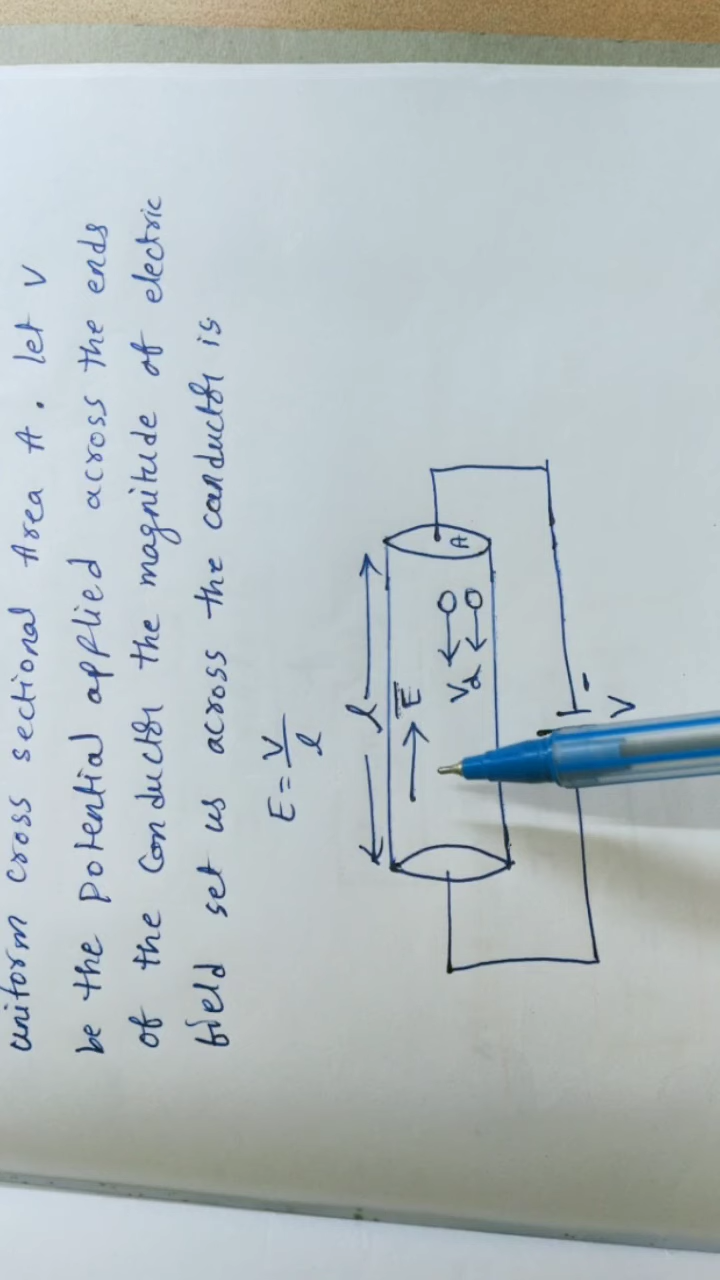 uniform cross sectional Area A. let V
be the potential applied across the ends
of the conductor the magnitude of electric
field set us across the conductor is
E = V/l
l
E
A
Vd
-
V